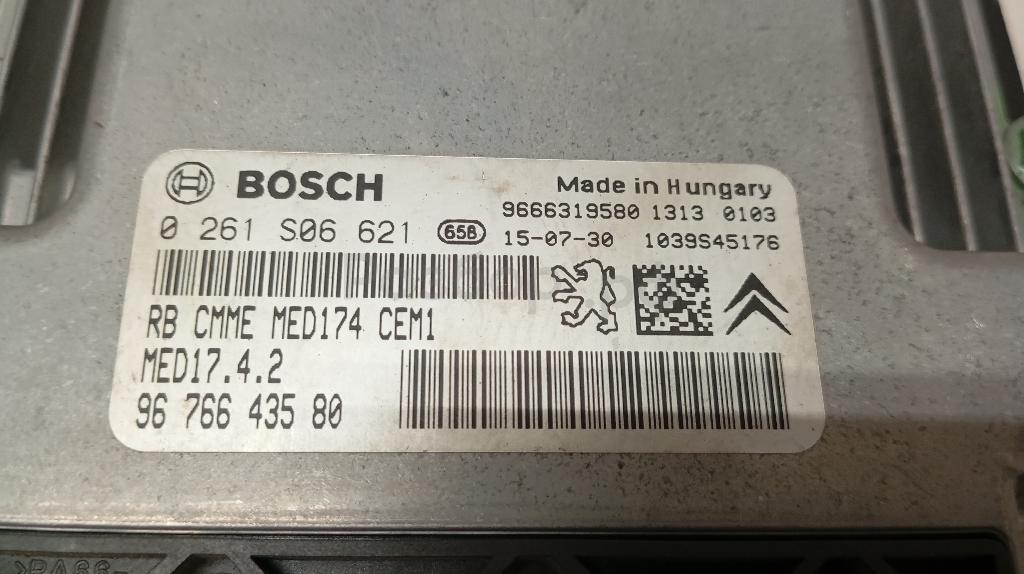 BOSCH
Made in Hungary
9666319580 1313 0103
0 261 S06 621 658 15-07-30 1039S45176
RB CMME MED174 CEM1
MED17.4.2
96 766 435 80
>PA66-